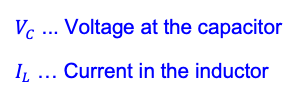 V_C ... Voltage at the capacitor
I_L … Current in the inductor